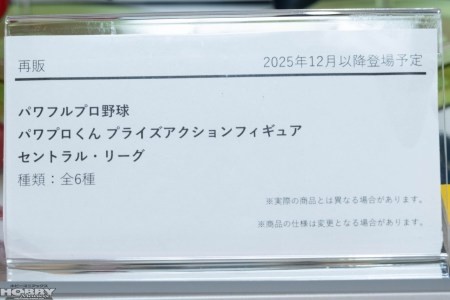 再販
2025年12月以降登場予定
パワフルプロ野球
パワプロくん プライズアクションフィギュア
セントラル・リーグ
種類：全6種
※実際の商品とは異なる場合があります。
※商品の仕様は変更となる場合があります。
HOBBY